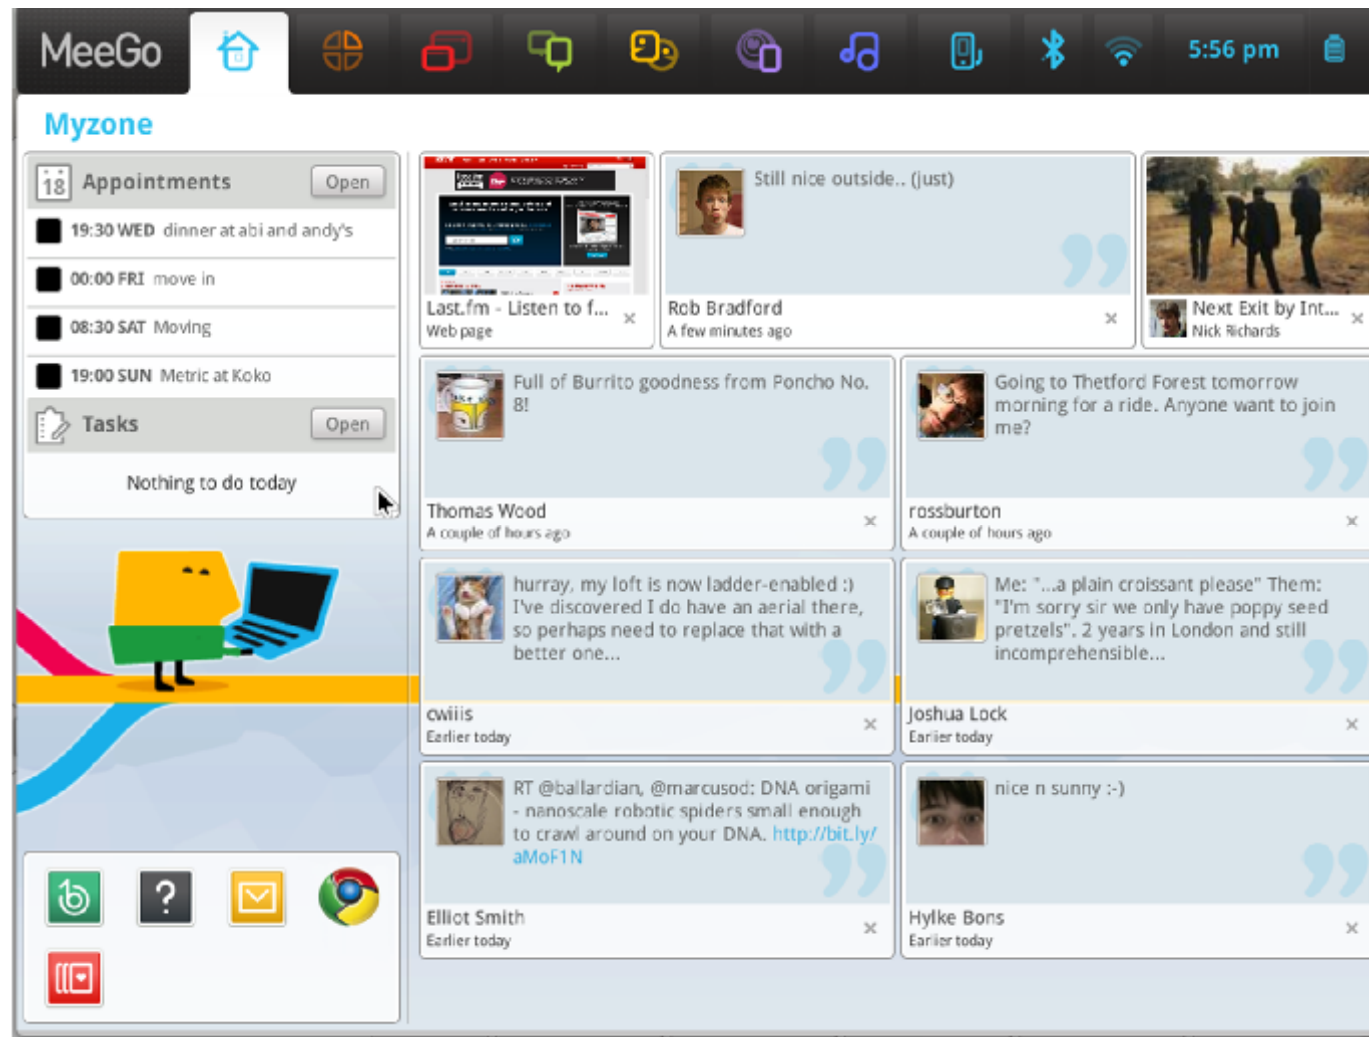 MeeGo
5:56 pm
Myzone
18 Appointments Open
19:30 WED dinner at abi and andy's
00:00 FRI move in
08:30 SAT Moving
19:00 SUN Metric at Koko
Tasks Open
Nothing to do today
Last.fm - Listen to f...
Web page
Still nice outside.. (just)
Rob Bradford
A few minutes ago
Next Exit by Int...
Nick Richards
Full of Burrito goodness from Poncho No.
8!
Thomas Wood
A couple of hours ago
Going to Thetford Forest tomorrow
morning for a ride. Anyone want to join
me?
rossburton
A couple of hours ago
hurray, my loft is now ladder-enabled :)
I've discovered I do have an aerial there,
so perhaps need to replace that with a
better one...
cwiiis
Earlier today
Me: "...a plain croissant please" Them:
"I'm sorry sir we only have poppy seed
pretzels". 2 years in London and still
incomprehensible...
Joshua Lock
Earlier today
RT @ballardian, @marcusod: DNA origami
- nanoscale robotic spiders small enough
to crawl around on your DNA. http://bit.ly/
aMoF1N
Elliot Smith
Earlier today
nice n sunny :-)
Hylke Bons
Earlier today